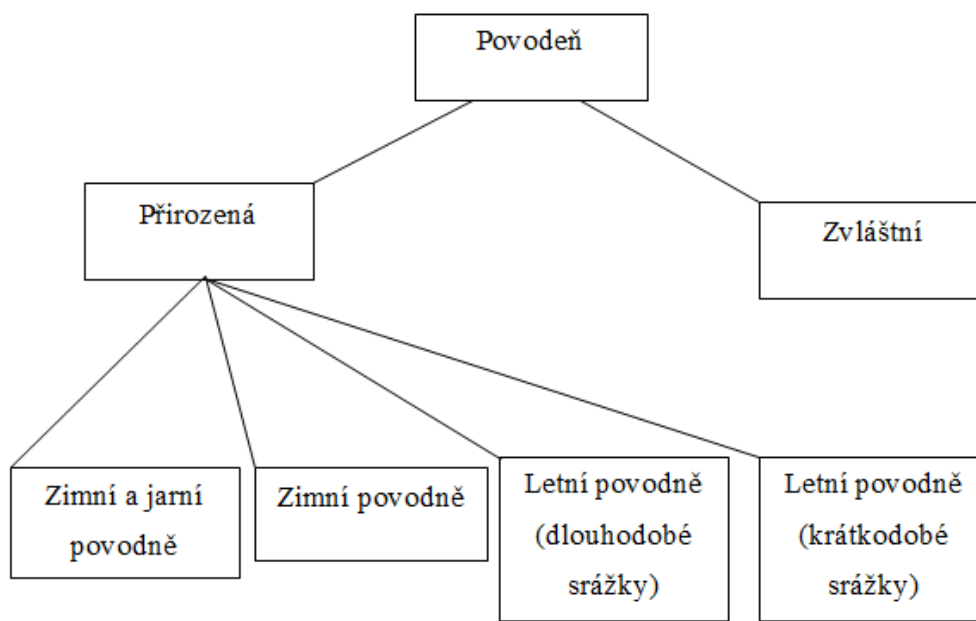 Povodeň
Přirozená
Zvláštní
Zimní a jarní
povodně
Zimní povodně
Letní povodně
(dlouhodobé
srážky)
Letní povodně
(krátkodobé
srážky)